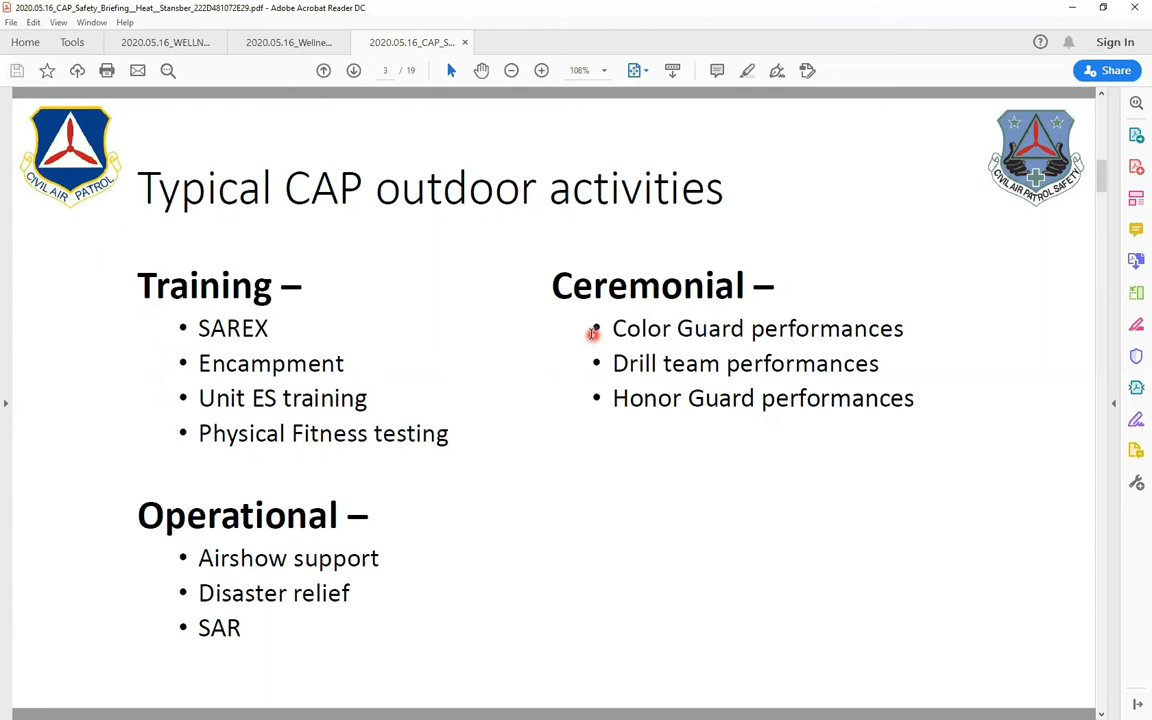 2020.05.16_CAP_Safety_Briefing__Heat__Stansber_222D481072E29.pdf - Adobe Acrobat Reader DC
File Edit View Window Help
Home Tools 2020.05.16_WELLN... 2020.05.16_Wellne... 2020.05.16_CAP_S... Sign In
3 / 19 108% Share
CIVIL AIR PATROL
CIVIL AIR PATROL SAFETY
Typical CAP outdoor activities
Training –
• SAREX
• Encampment
• Unit ES training
• Physical Fitness testing
Operational –
• Airshow support
• Disaster relief
• SAR
Ceremonial –
• Color Guard performances
• Drill team performances
• Honor Guard performances